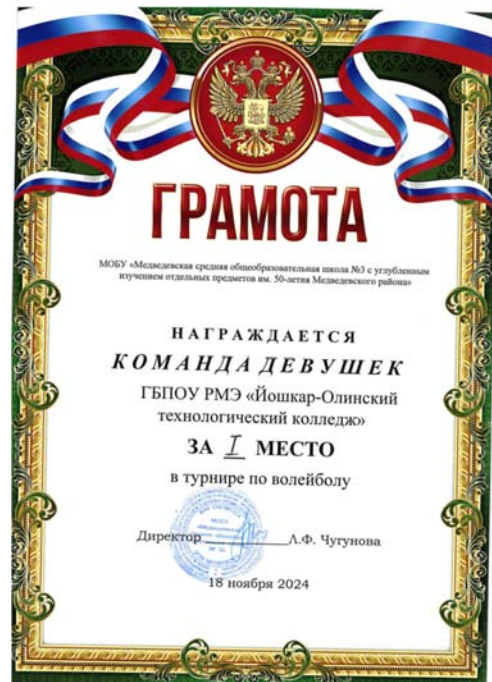 ГРАМОТА
МОБУ «Медведевская средняя общеобразовательная школа №3 с углубленным
изучением отдельных предметов им. 50-летия Медведевского района»
НАГРАЖДАЕТСЯ
КОМАНДА ДЕВУШЕК
ГБПОУ РМЭ «Йошкар-Олинский
технологический колледж»
ЗА I МЕСТО
в турнире по волейболу
Директор Л.Ф. Чугунова
18 ноября 2024